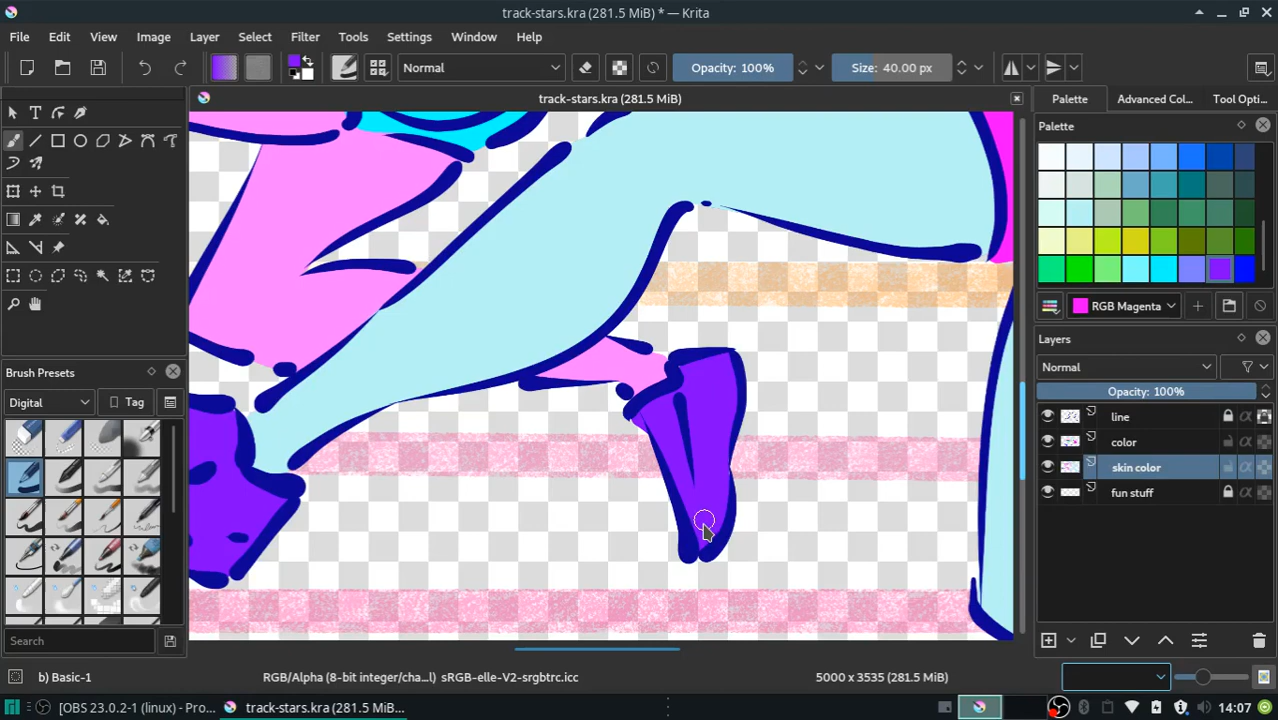 track-stars.kra (281.5 MiB) * — Krita
File Edit View Image Layer Select Filter Tools Settings Window Help
Normal
Opacity: 100%
Size: 40.00 px
track-stars.kra (281.5 MiB)
Palette Advanced Col... Tool Opti...
Palette
RGB Magenta
Layers
Normal
Opacity: 100%
line
color
skin color
fun stuff
Brush Presets
Digital
Tag
Search
b) Basic-1
RGB/Alpha (8-bit integer/cha...l) sRGB-elle-V2-srgbtrc.icc
5000 x 3535 (281.5 MiB)
[OBS 23.0.2-1 (linux) - Pro...
track-stars.kra (281.5 MiB...
14:07